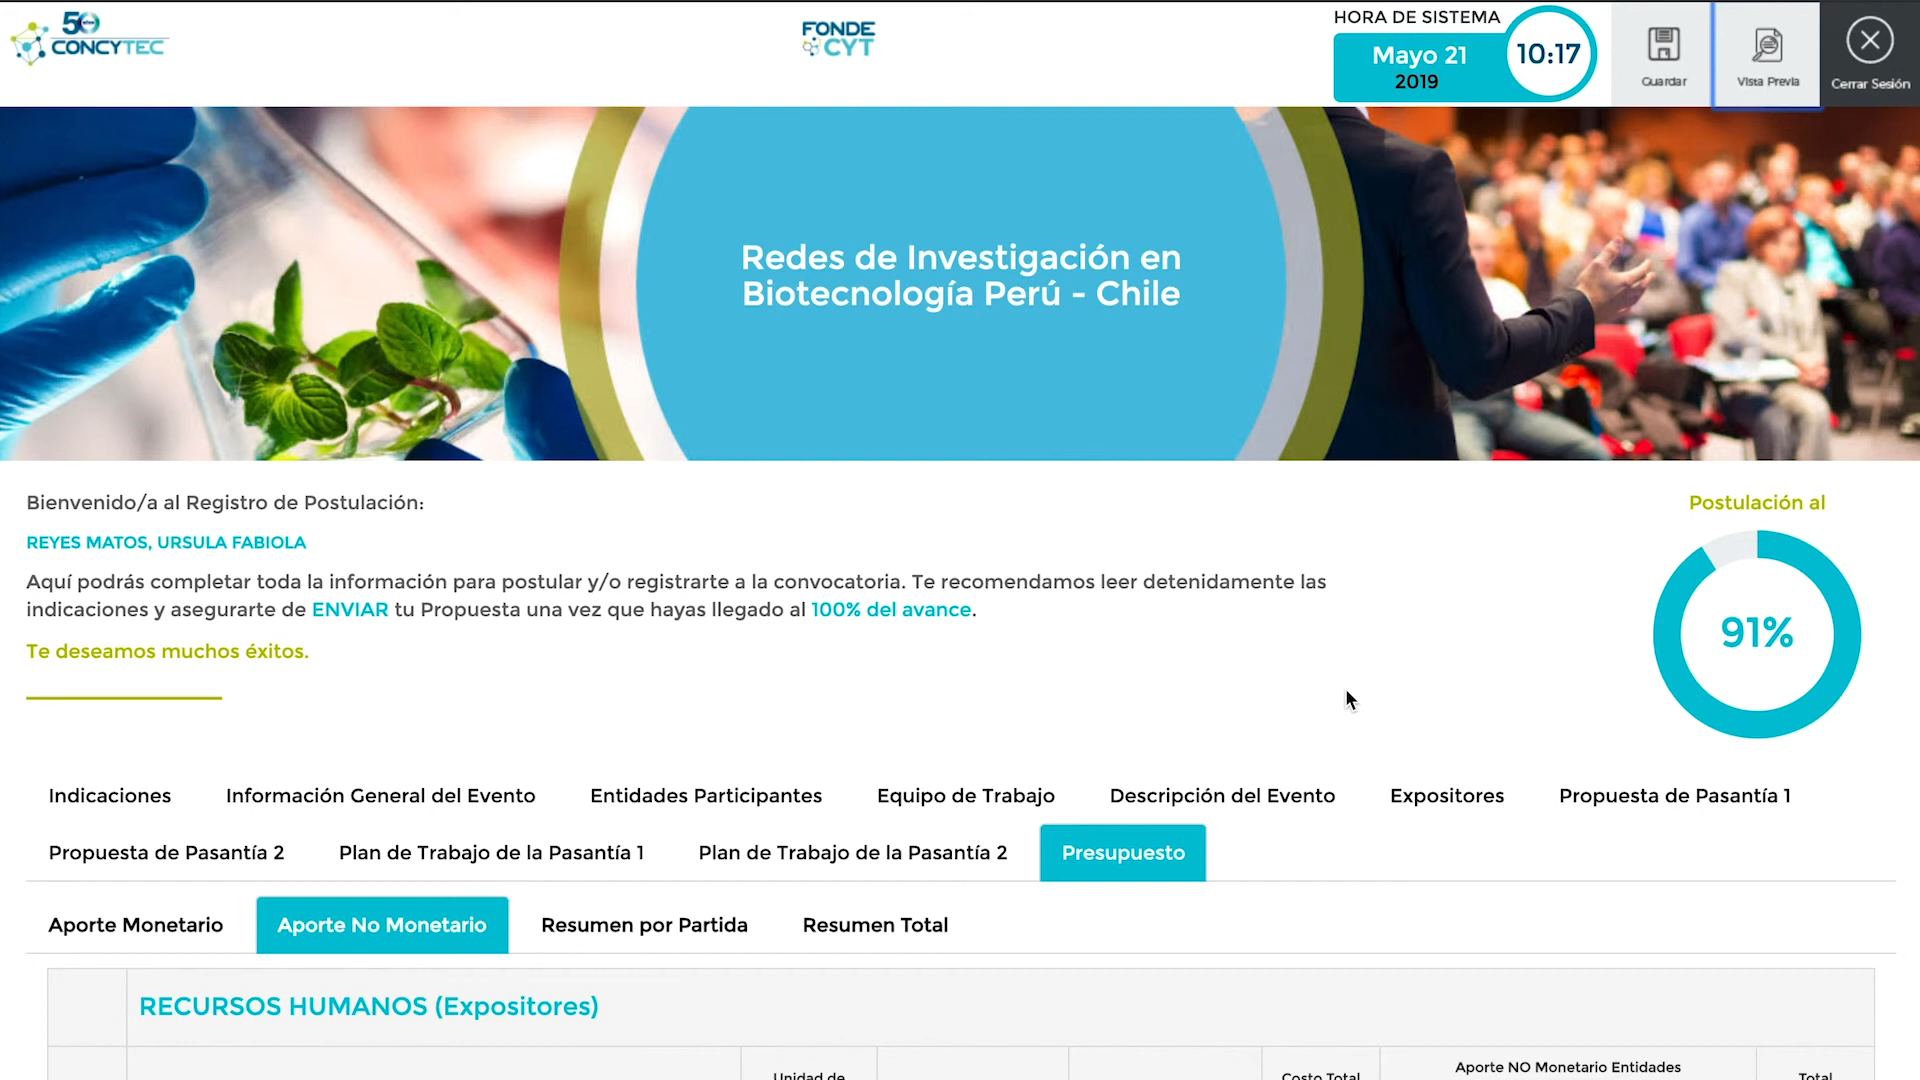 50 años
CONCYTEC
FONDE
CYT
HORA DE SISTEMA
Mayo 21
2019
10:17
Guardar
Vista Previa
Cerrar Sesión
Redes de Investigación en
Biotecnología Perú - Chile
Bienvenido/a al Registro de Postulación:
REYES MATOS, URSULA FABIOLA
Aquí podrás completar toda la información para postular y/o registrarte a la convocatoria. Te recomendamos leer detenidamente las
indicaciones y asegurarte de ENVIAR tu Propuesta una vez que hayas llegado al 100% del avance.
Te deseamos muchos éxitos.
Postulación al
91%
Indicaciones Información General del Evento Entidades Participantes Equipo de Trabajo Descripción del Evento Expositores Propuesta de Pasantía 1
Propuesta de Pasantía 2 Plan de Trabajo de la Pasantía 1 Plan de Trabajo de la Pasantía 2 Presupuesto
Aporte Monetario Aporte No Monetario Resumen por Partida Resumen Total
RECURSOS HUMANOS (Expositores)
Unidad de Costo Total Aporte NO Monetario Entidades Total